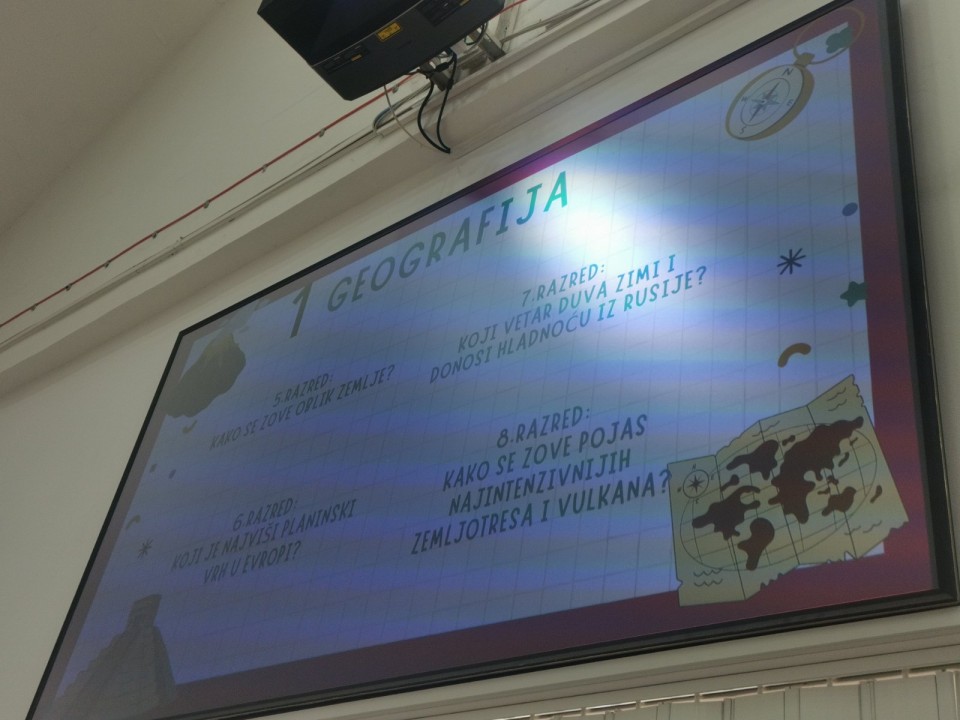 1 GEOGRAFIJA
5.RAZRED:
KAKO SE ZOVE OBLIK ZEMLJE?
6.RAZRED:
KOJI JE NAJVIŠI PLANINSKI
VRH U EVROPI?
7.RAZRED:
KOJI VETAR DUVA ZIMI I
DONOSI HLADNOĆU IZ RUSIJE?
8.RAZRED:
KAKO SE ZOVE POJAS
NAJINTENZIVNIJIH
ZEMLJOTRESA I VULKANA?
N